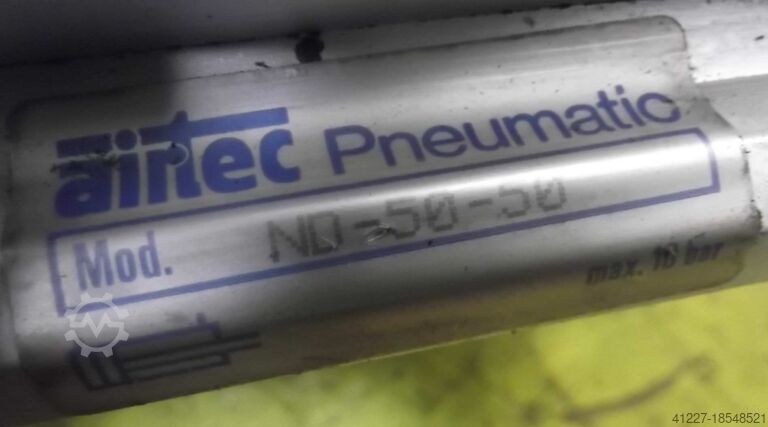 airtec Pneumatic
Mod. ND-50-50
max. 10 bar
41227-18548521